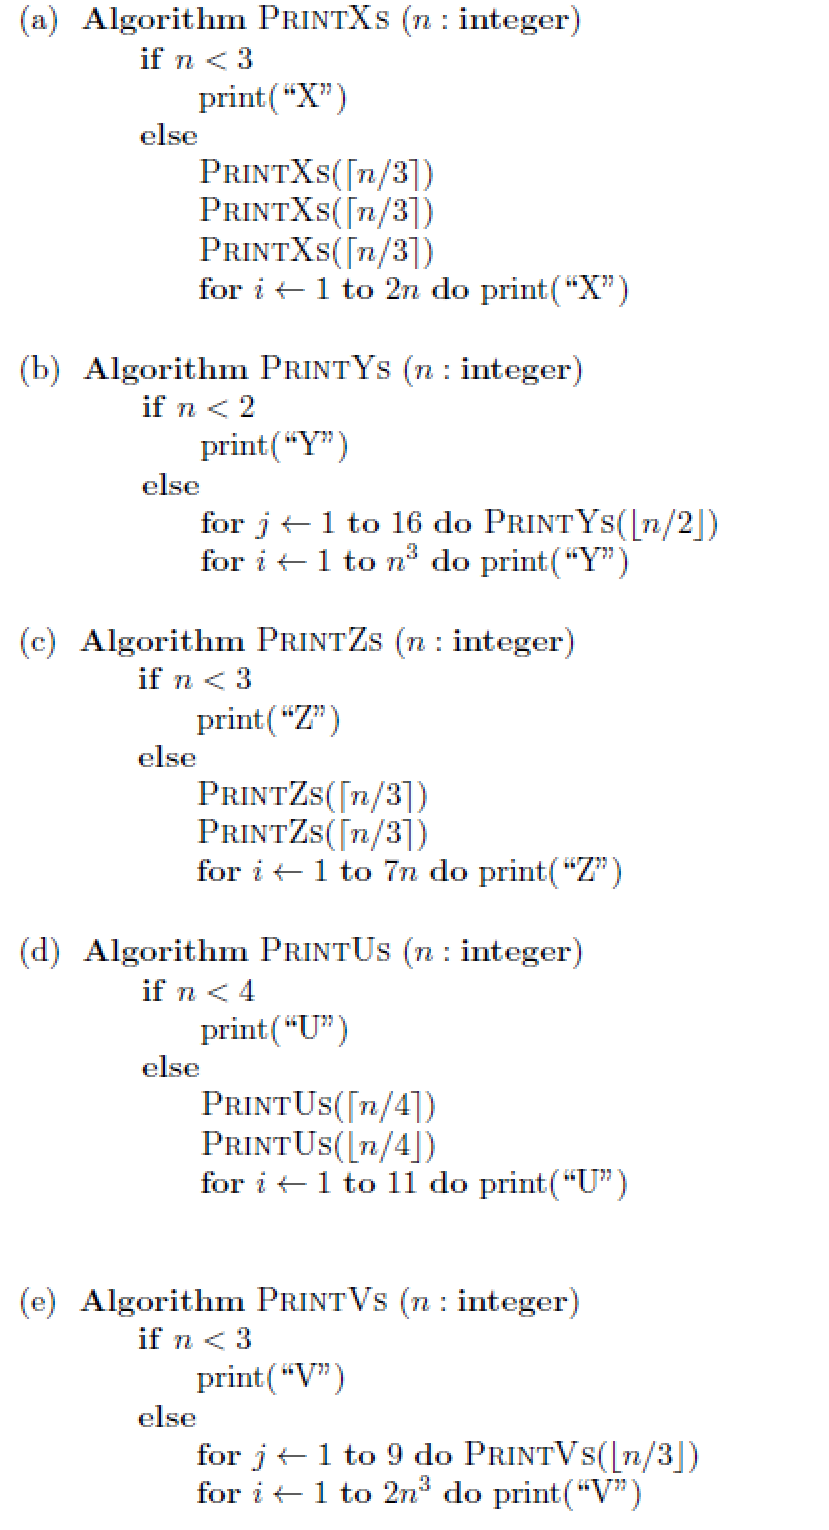 (a) Algorithm PRINTXS (n : integer)
if n < 3
print(“X”)
else
PRINTXS(⌈n/3⌉)
PRINTXS(⌈n/3⌉)
PRINTXS(⌈n/3⌉)
for i ← 1 to 2n do print(“X”)
(b) Algorithm PRINTYS (n : integer)
if n < 2
print(“Y”)
else
for j ← 1 to 16 do PRINTYS(⌊n/2⌋)
for i ← 1 to n³ do print(“Y”)
(c) Algorithm PRINTZS (n : integer)
if n < 3
print(“Z”)
else
PRINTZS(⌈n/3⌉)
PRINTZS(⌈n/3⌉)
for i ← 1 to 7n do print(“Z”)
(d) Algorithm PRINTUS (n : integer)
if n < 4
print(“U”)
else
PRINTUS(⌈n/4⌉)
PRINTUS(⌊n/4⌋)
for i ← 1 to 11 do print(“U”)
(e) Algorithm PRINTVS (n : integer)
if n < 3
print(“V”)
else
for j ← 1 to 9 do PRINTVS(⌊n/3⌋)
for i ← 1 to 2n³ do print(“V”)